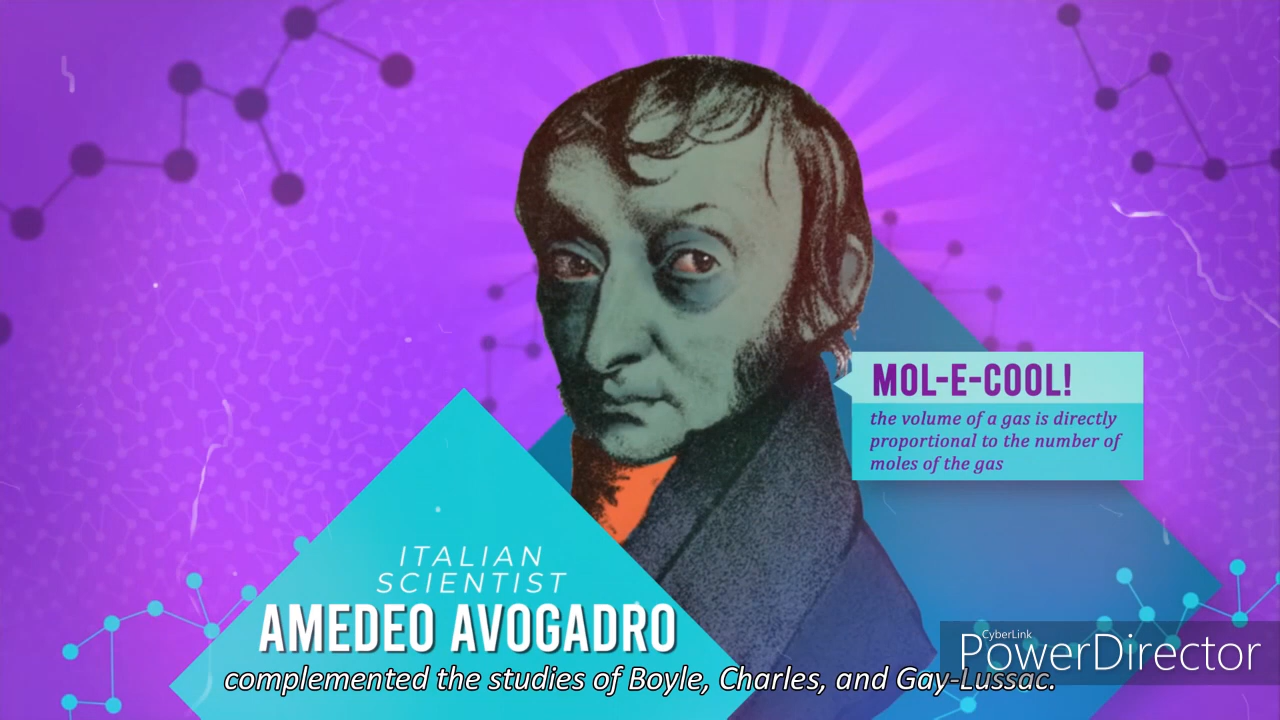 MOL-E-COOL!
the volume of a gas is directly
proportional to the number of
moles of the gas
ITALIAN
SCIENTIST
AMEDEO AVOGADRO
complemented the studies of Boyle, Charles, and Gay-Lussac.
CyberLink
PowerDirector